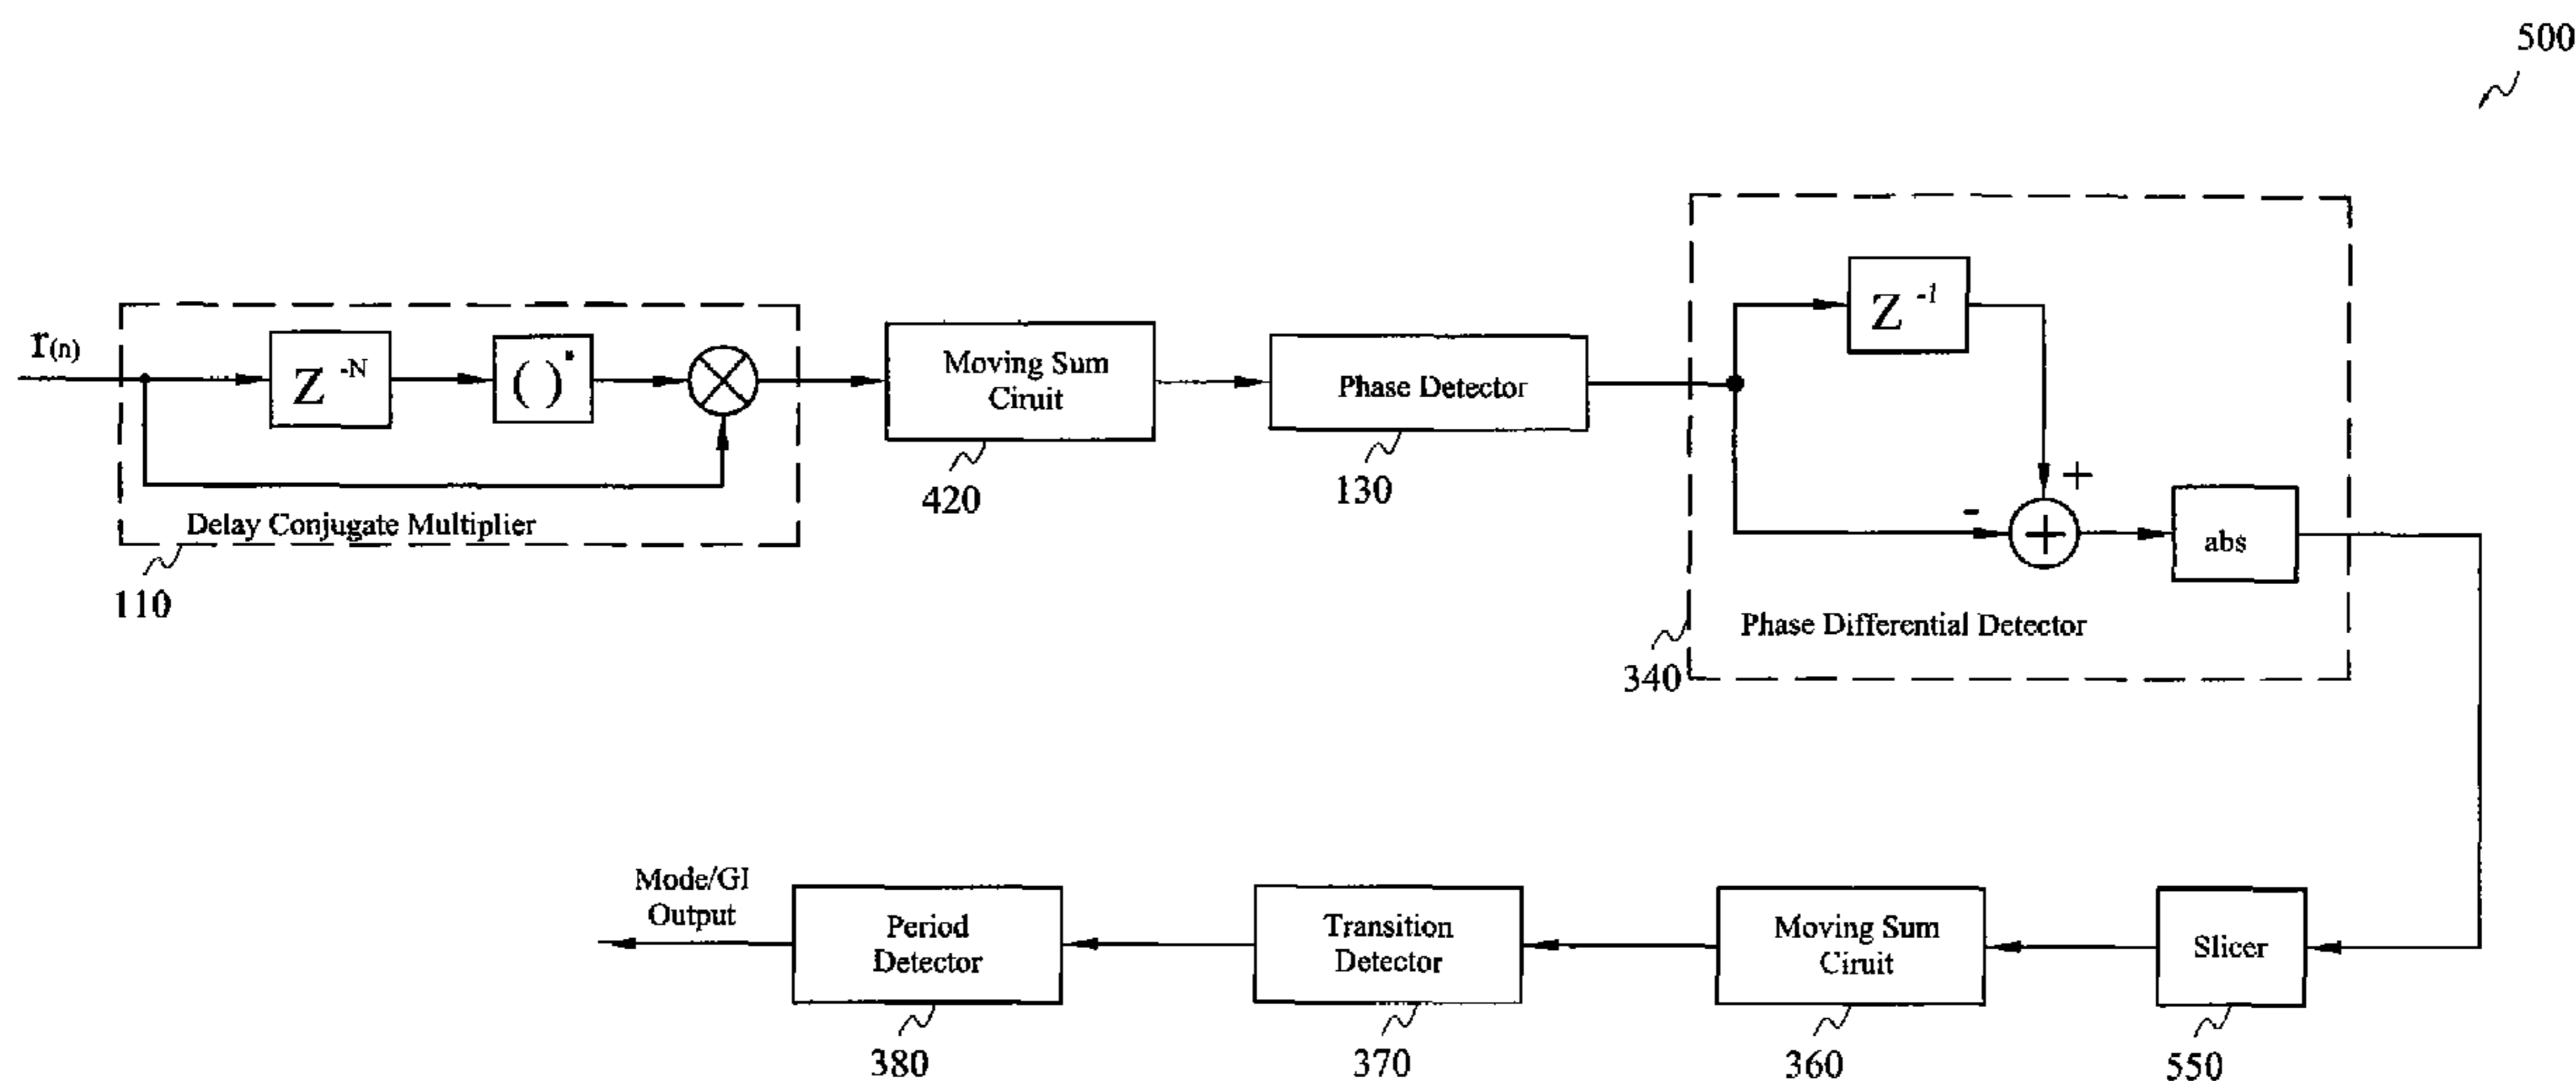 500
r(n)
Z -N
( )*
Delay Conjugate Multiplier
110
Moving Sum
Ciruit
420
Phase Detector
130
Z -1
+
-
+
abs
Phase Differential Detector
340
Mode/GI
Output
Period
Detector
380
Transition
Detector
370
Moving Sum
Ciruit
360
Slicer
550